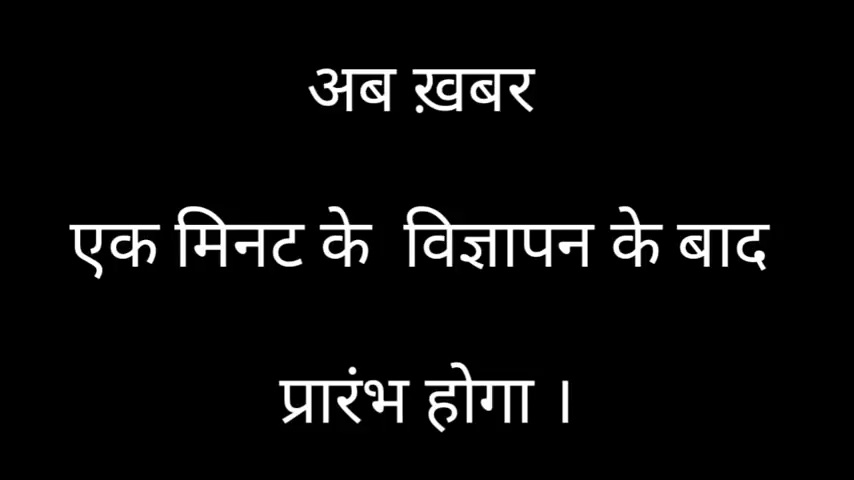 अब ख़बर
एक मिनट के विज्ञापन के बाद
प्रारंभ होगा ।